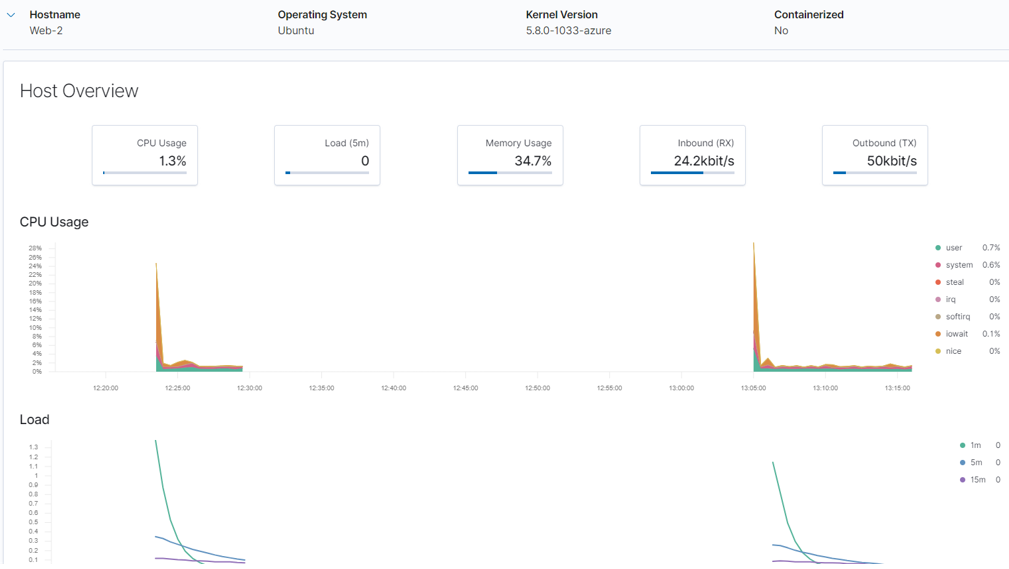 Hostname Operating System Kernel Version Containerized
Web-2 Ubuntu 5.8.0-1033-azure No
Host Overview
CPU Usage Load (5m) Memory Usage Inbound (RX) Outbound (TX)
1.3% 0 34.7% 24.2kbit/s 50kbit/s
CPU Usage
28%
26%
24%
22%
20%
18%
16%
14%
12%
10%
8%
6%
4%
2%
0%
12:20:00 12:25:00 12:30:00 12:35:00 12:40:00 12:45:00 12:50:00 12:55:00 13:00:00 13:05:00 13:10:00 13:15:00
user 0.7%
system 0.6%
steal 0%
irq 0%
softirq 0%
iowait 0.1%
nice 0%
Load
1.3
1.2
1.1
1
0.9
0.8
0.7
0.6
0.5
0.4
0.3
0.2
0.1
1m 0
5m 0
15m 0